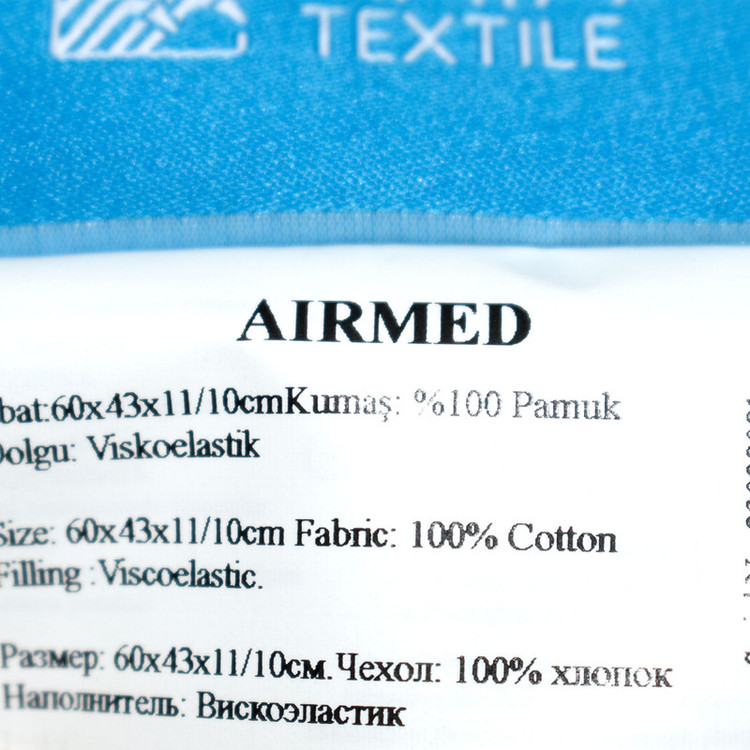 TEXTILE
AIRMED
bat:60x43x11/10cmKumaş: %100 Pamuk
Dolgu: Viskoelastik
Size: 60x43x11/10cm Fabric: 100% Cotton
Filling :Viscoelastic.
Размер: 60x43x11/10см.Чехол: 100% хлопок
Наполнитель: Вискоэластик